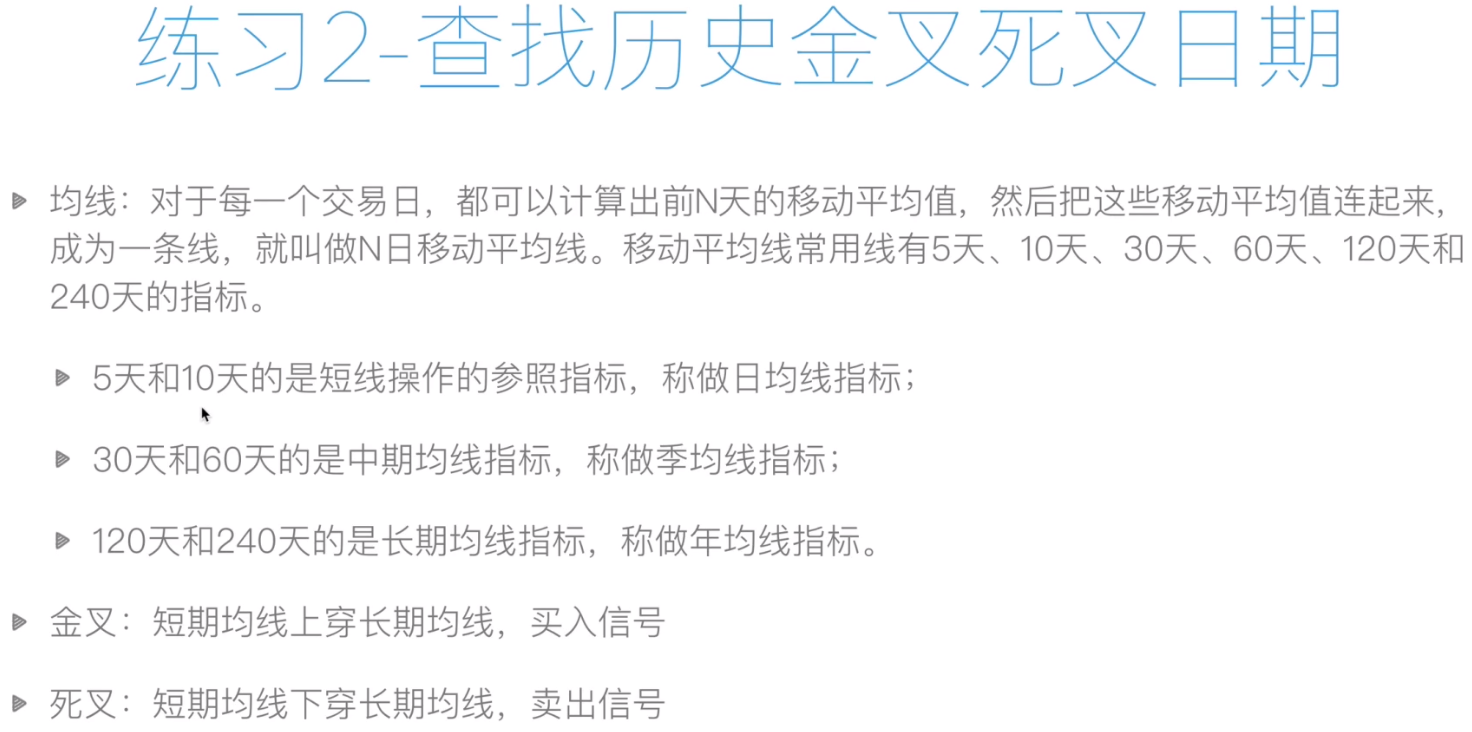 练习2-查找历史金叉死叉日期
均线：对于每一个交易日，都可以计算出前N天的移动平均值，然后把这些移动平均值连起来，
成为一条线，就叫做N日移动平均线。移动平均线常用线有5天、10天、30天、60天、120天和
240天的指标。
5天和10天的是短线操作的参照指标，称做日均线指标；
30天和60天的是中期均线指标，称做季均线指标；
120天和240天的是长期均线指标，称做年均线指标。
金叉：短期均线上穿长期均线，买入信号
死叉：短期均线下穿长期均线，卖出信号